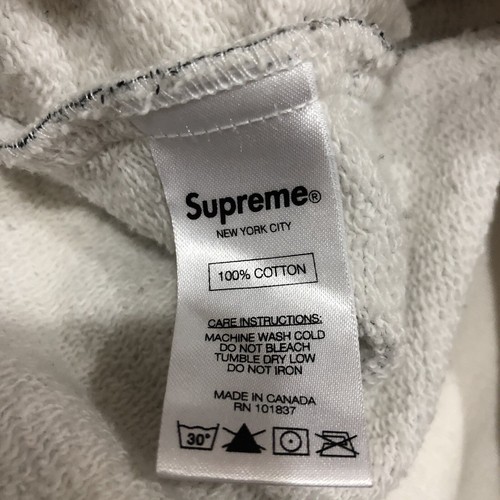 Supreme®
NEW YORK CITY
100% COTTON
CARE INSTRUCTIONS:
MACHINE WASH COLD
DO NOT BLEACH
TUMBLE DRY LOW
DO NOT IRON
MADE IN CANADA
RN 101837
30°